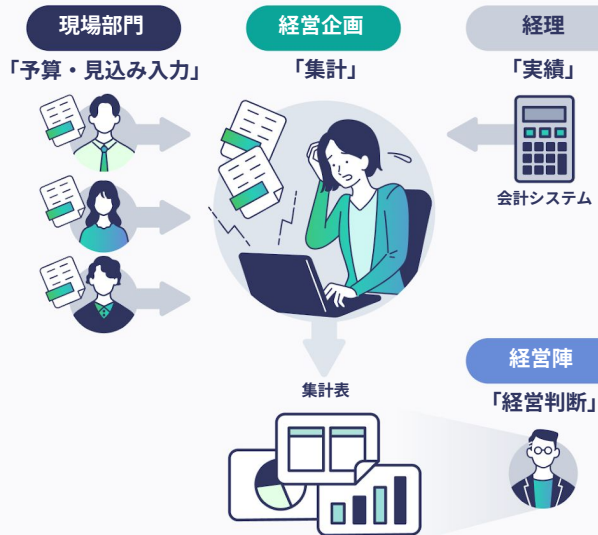 現場部門
経営企画
経理
「予算・見込み入力」
「集計」
「実績」
会計システム
経営陣
「経営判断」
集計表